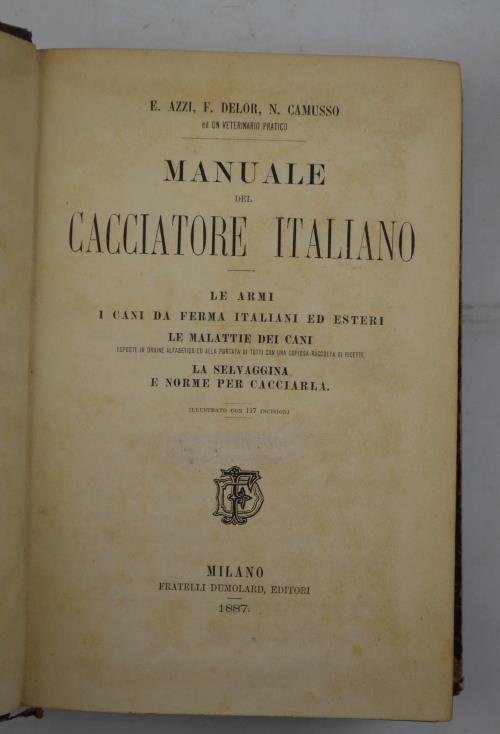 E. AZZI, F. DELOR, N. CAMUSSO
ed UN VETERINARIO PRATICO
MANUALE
DEL
CACCIATORE ITALIANO
LE ARMI
I CANI DA FERMA ITALIANI ED ESTERI
LE MALATTIE DEI CANI
ESPOSTE IN ORDINE ALFABETICO ED ALLA PORTATA DI TUTTI CON UNA COPIOSA RACCOLTA DI RICETTE
LA SELVAGGINA
E NORME PER CACCIARLA.
(ILLUSTRATO CON 117 INCISIONI)
MILANO
FRATELLI DUMOLARD, EDITORI
1887.